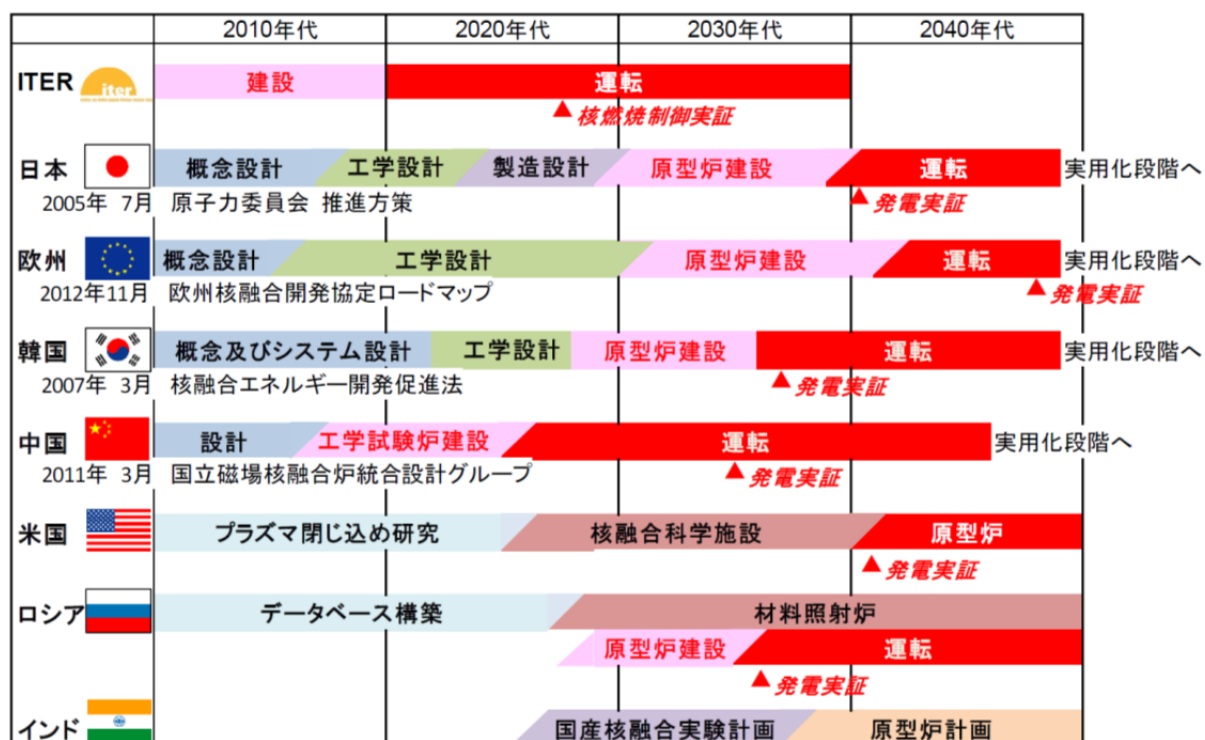 2010年代 2020年代 2030年代 2040年代
ITER iter 建設 運転
▲核燃焼制御実証
日本 概念設計 工学設計 製造設計 原型炉建設 運転 実用化段階へ
2005年 7月 原子力委員会 推進方策 ▲発電実証
欧州 概念設計 工学設計 原型炉建設 運転 実用化段階へ
2012年11月 欧州核融合開発協定ロードマップ ▲発電実証
韓国 概念及びシステム設計 工学設計 原型炉建設 運転 実用化段階へ
2007年 3月 核融合エネルギー開発促進法 ▲発電実証
中国 設計 工学試験炉建設 運転 実用化段階へ
2011年 3月 国立磁場核融合炉統合設計グループ ▲発電実証
米国 プラズマ閉じ込め研究 核融合科学施設 原型炉
▲発電実証
ロシア データベース構築 材料照射炉
原型炉建設 運転
▲発電実証
インド 国産核融合実験計画 原型炉計画